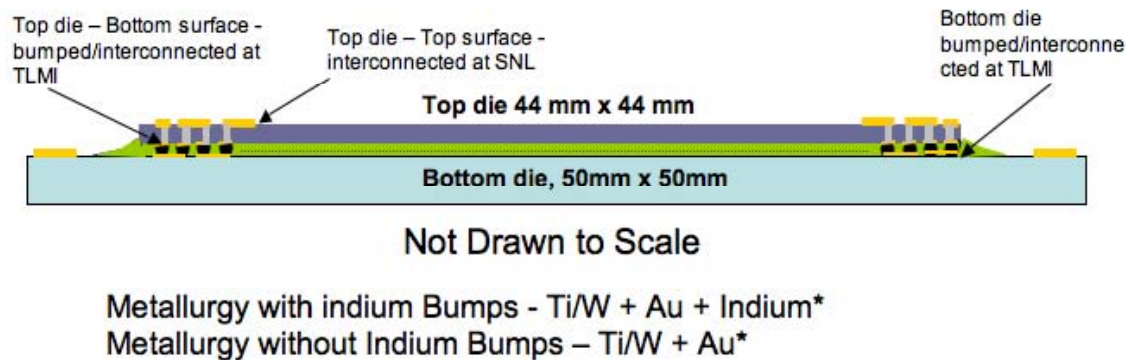 Top die – Bottom surface -
bumped/interconnected at
TLMI
Top die – Top surface -
interconnected at SNL
Bottom die
bumped/interconne
cted at TLMI
Top die 44 mm x 44 mm
Bottom die, 50mm x 50mm
Not Drawn to Scale
Metallurgy with indium Bumps - Ti/W + Au + Indium*
Metallurgy without Indium Bumps – Ti/W + Au*